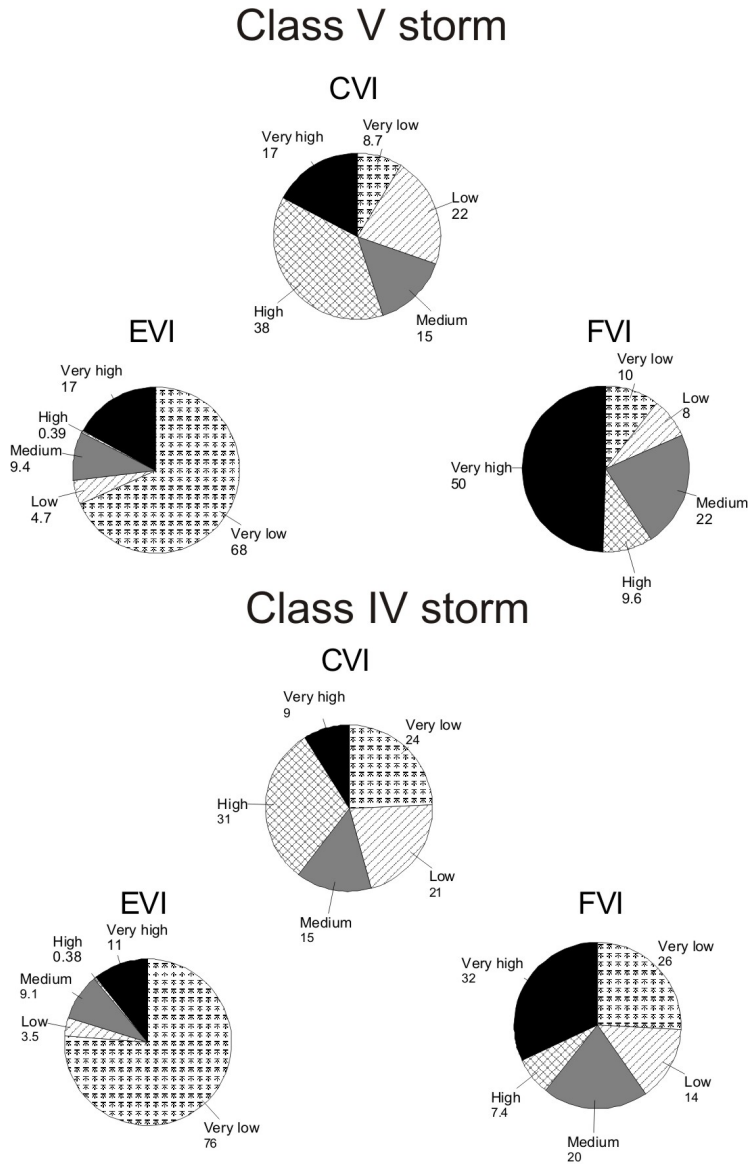 Class V storm
CVI
Very high
17
Very low
8.7
Low
22
High
38
Medium
15
EVI
Very high
17
High
0.39
Medium
9.4
Low
4.7
Very low
68
FVI
Very low
10
Low
8
Very high
50
Medium
22
High
9.6
Class IV storm
CVI
Very high
9
Very low
24
High
31
Low
21
Medium
15
EVI
Very high
11
High
0.38
Medium
9.1
Low
3.5
Very low
76
FVI
Very low
26
Very high
32
Low
14
High
7.4
Medium
20